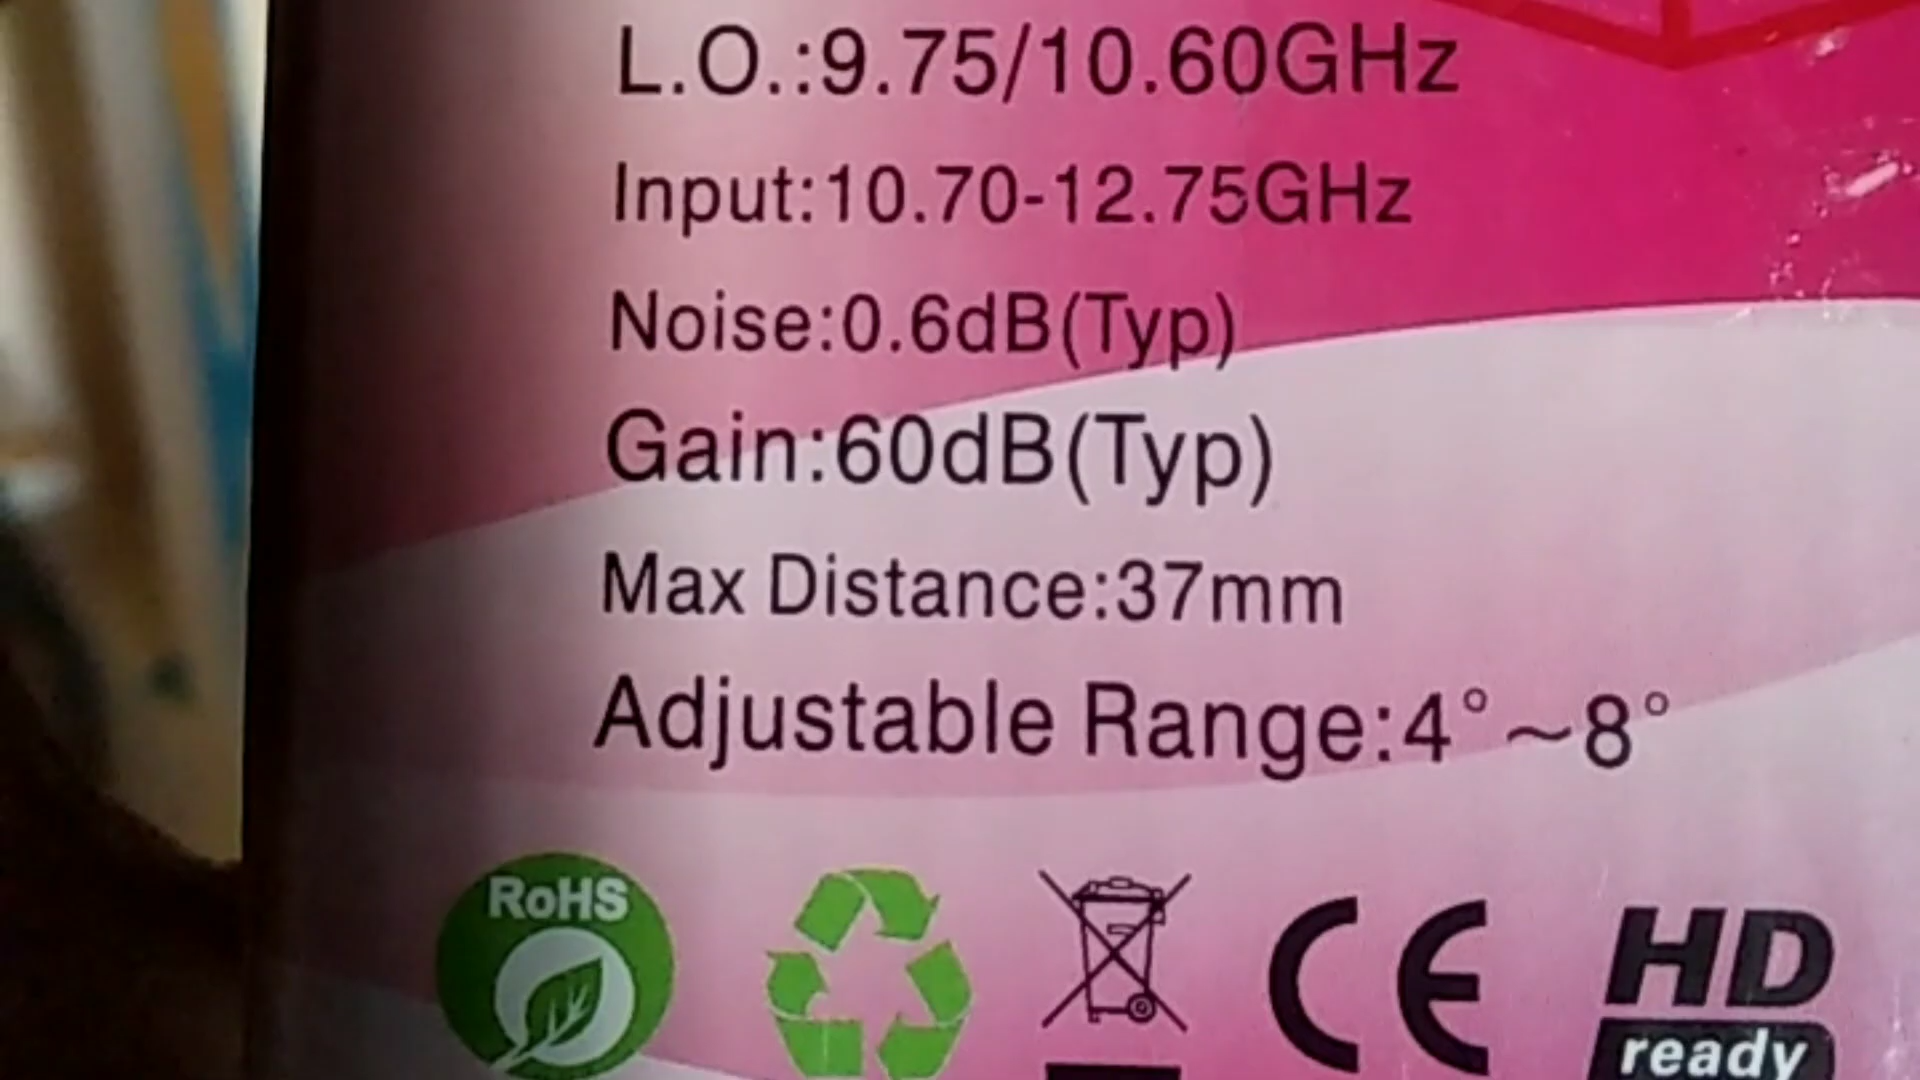 L.O.:9.75/10.60GHz
Input:10.70-12.75GHz
Noise:0.6dB(Typ)
Gain:60dB(Typ)
Max Distance:37mm
Adjustable Range:4°~8°
RoHS
CE
HD
ready